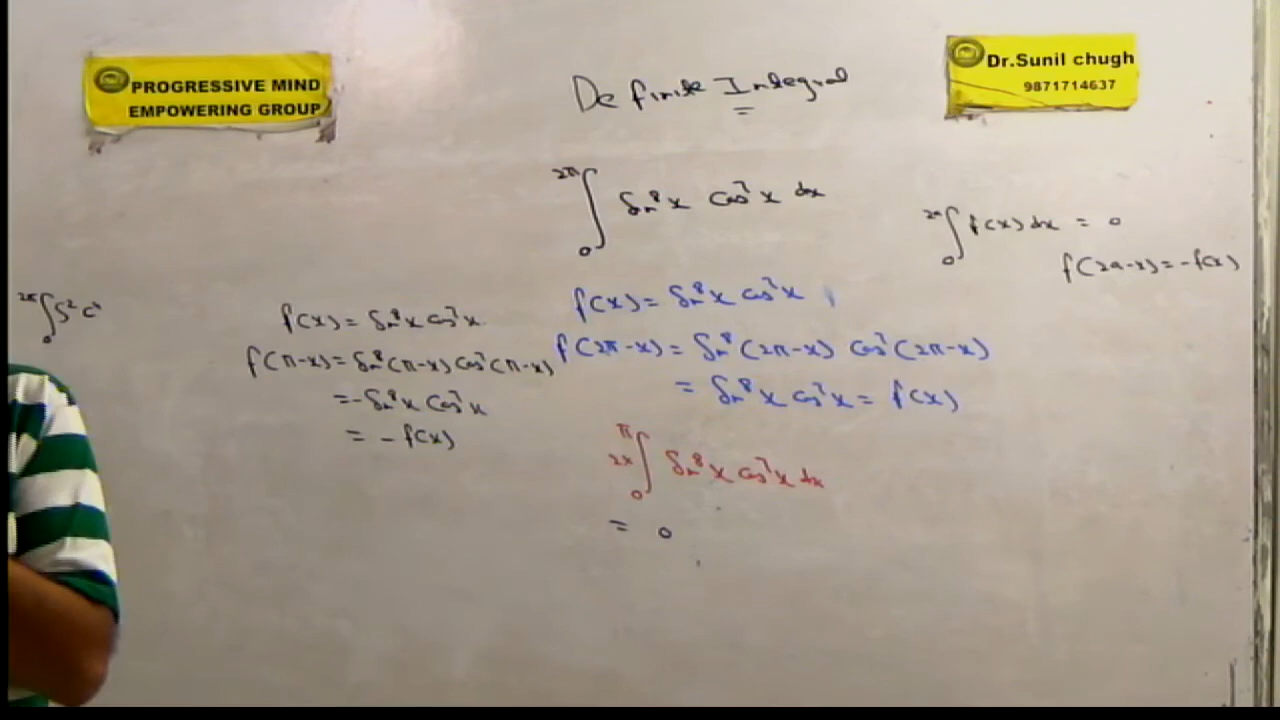 PROGRESSIVE MIND
EMPOWERING GROUP
Dr.Sunil chugh
9871714637
Definite Integral
∫₀^{2π} Sin⁸x Cos⁷x dx
∫₀^{2a} f(x) dx = 0
f(2a-x) = -f(x)
f(x) = Sin⁸x Cos⁷x
f(π-x) = Sin⁸(π-x) Cos⁷(π-x)
= -Sin⁸x Cos⁷x
= -f(x)
f(x) = Sin⁸x Cos⁷x
f(2π-x) = Sin⁸(2π-x) Cos⁷(2π-x)
= Sin⁸x Cos⁷x = f(x)
2x ∫₀^{π} Sin⁸x Cos⁷x dx
= 0